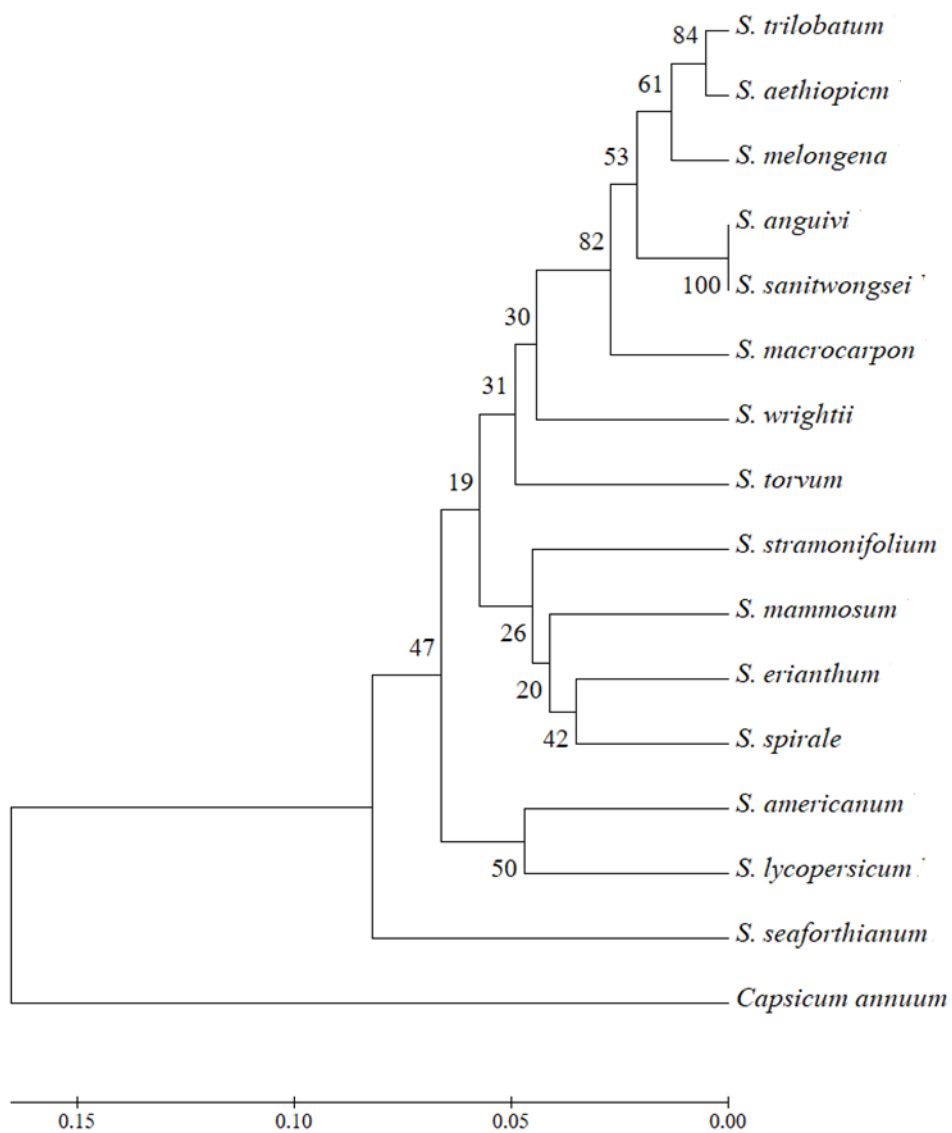 84
S. trilobatum
61
S. aethiopicm
53
S. melongena
82
S. anguivi
100
S. sanitwongsei
30
S. macrocarpon
31
S. wrightii
19
S. torvum
47
S. stramonifolium
26
S. mammosum
20
S. erianthum
42
S. spirale
S. americanum
50
S. lycopersicum
S. seaforthianum
Capsicum annuum
0.15 0.10 0.05 0.00